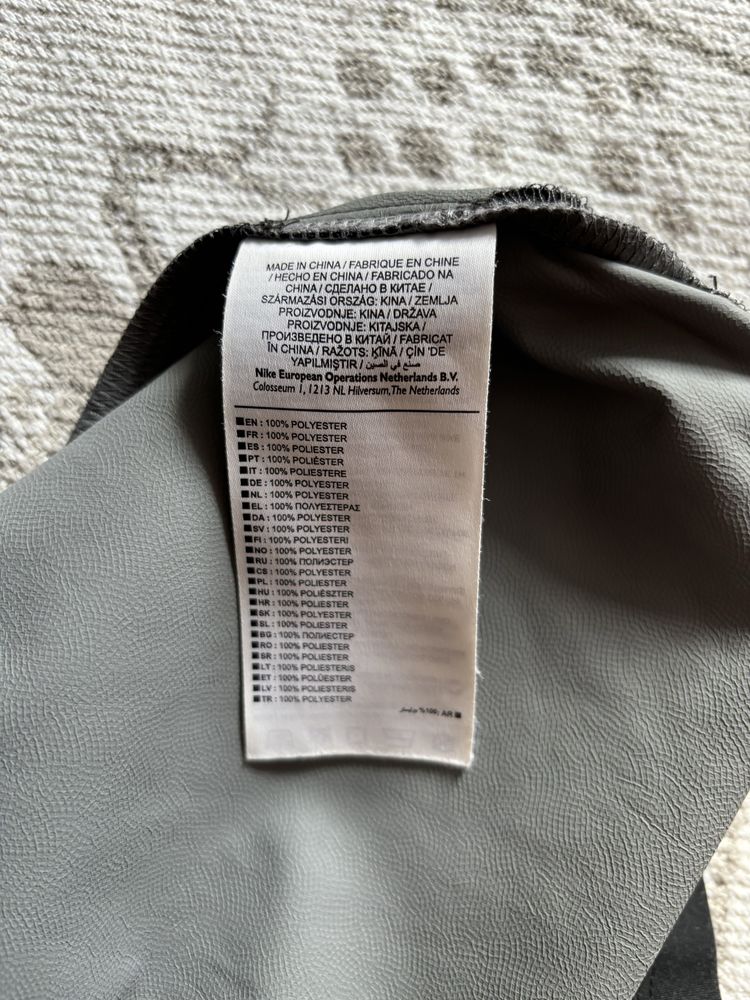 MADE IN CHINA / FABRIQUE EN CHINE
/ HECHO EN CHINA / FABRICADO NA
CHINA / СДЕЛАНО В КИТАЕ /
SZÁRMAZÁSI ORSZÁG: KINA / ZEMLJA
PROIZVODNJE: KINA / DRŽAVA
PROIZVODNJE: KITAJSKA /
ПРОИЗВЕДЕНО В КИТАЙ / FABRICAT
ÎN CHINA / RAŽOTS: ĶĪNĀ / ÇİN 'DE
YAPILMIŞTIR / صنع في الصين
Nike European Operations Netherlands B.V.
Colosseum 1, 1213 NL Hilversum, The Netherlands
EN : 100% POLYESTER
FR : 100% POLYESTER
ES : 100% POLIESTER
PT : 100% POLIÉSTER
IT : 100% POLIESTERE
DE : 100% POLYESTER
NL : 100% POLYESTER
EL : 100% ΠΟΛΥΕΣΤΕΡΑΣ
DA : 100% POLYESTER
SV : 100% POLYESTER
FI : 100% POLYESTERI
NO : 100% POLYESTER
RU : 100% ПОЛИЭСТЕР
CS : 100% POLYESTER
PL : 100% POLIESTER
HU : 100% POLIÉSZTER
HR : 100% POLIESTER
SK : 100% POLYESTER
SL : 100% POLIESTER
BG : 100% ПОЛИЕСТЕР
RO : 100% POLIESTER
SR : 100% POLIESTER
LT : 100% POLIESTERIS
ET : 100% POLÜESTER
LV : 100% POLIESTERIS
TR : 100% POLYESTER
AR :100% بوليستر